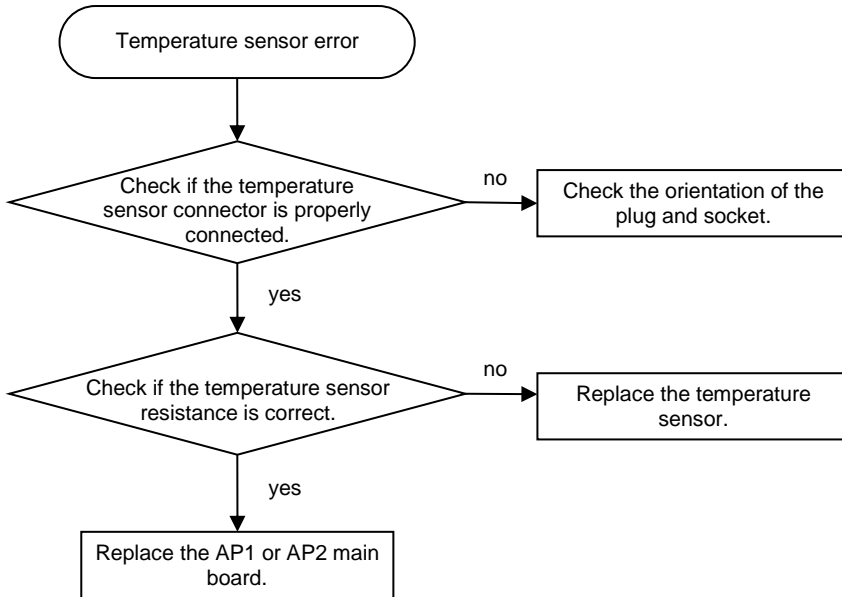 Temperature sensor error
Check if the temperature
sensor connector is properly
connected.
no
Check the orientation of the
plug and socket.
yes
Check if the temperature sensor
resistance is correct.
no
Replace the temperature
sensor.
yes
Replace the AP1 or AP2 main
board.